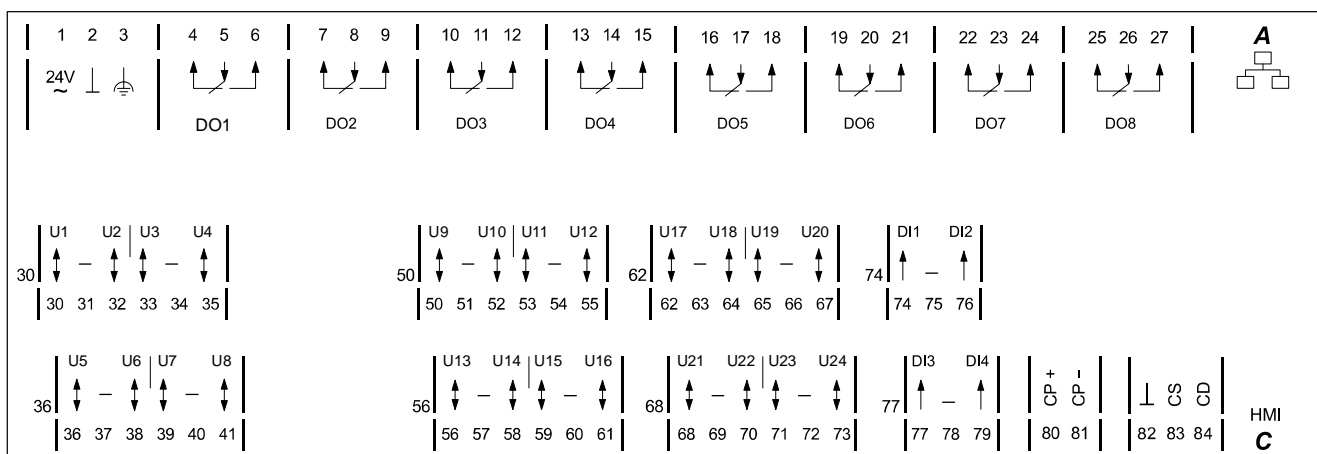 1 2 3 4 5 6 7 8 9 10 11 12 13 14 15 16 17 18 19 20 21 22 23 24 25 26 27 A
24V
~
DO1 DO2 DO3 DO4 DO5 DO6 DO7 DO8
U1 U2 U3 U4 U9 U10 U11 U12 U17 U18 U19 U20 DI1 DI2
30 – – 50 – – 62 – – 74 –
30 31 32 33 34 35 50 51 52 53 54 55 62 63 64 65 66 67 74 75 76
U5 U6 U7 U8 U13 U14 U15 U16 U21 U22 U23 U24 DI3 DI4 CP+ CP- CS CD
36 – – 56 – – 68 – – 77 –
36 37 38 39 40 41 56 57 58 59 60 61 68 69 70 71 72 73 77 78 79 80 81 82 83 84
HMI
C